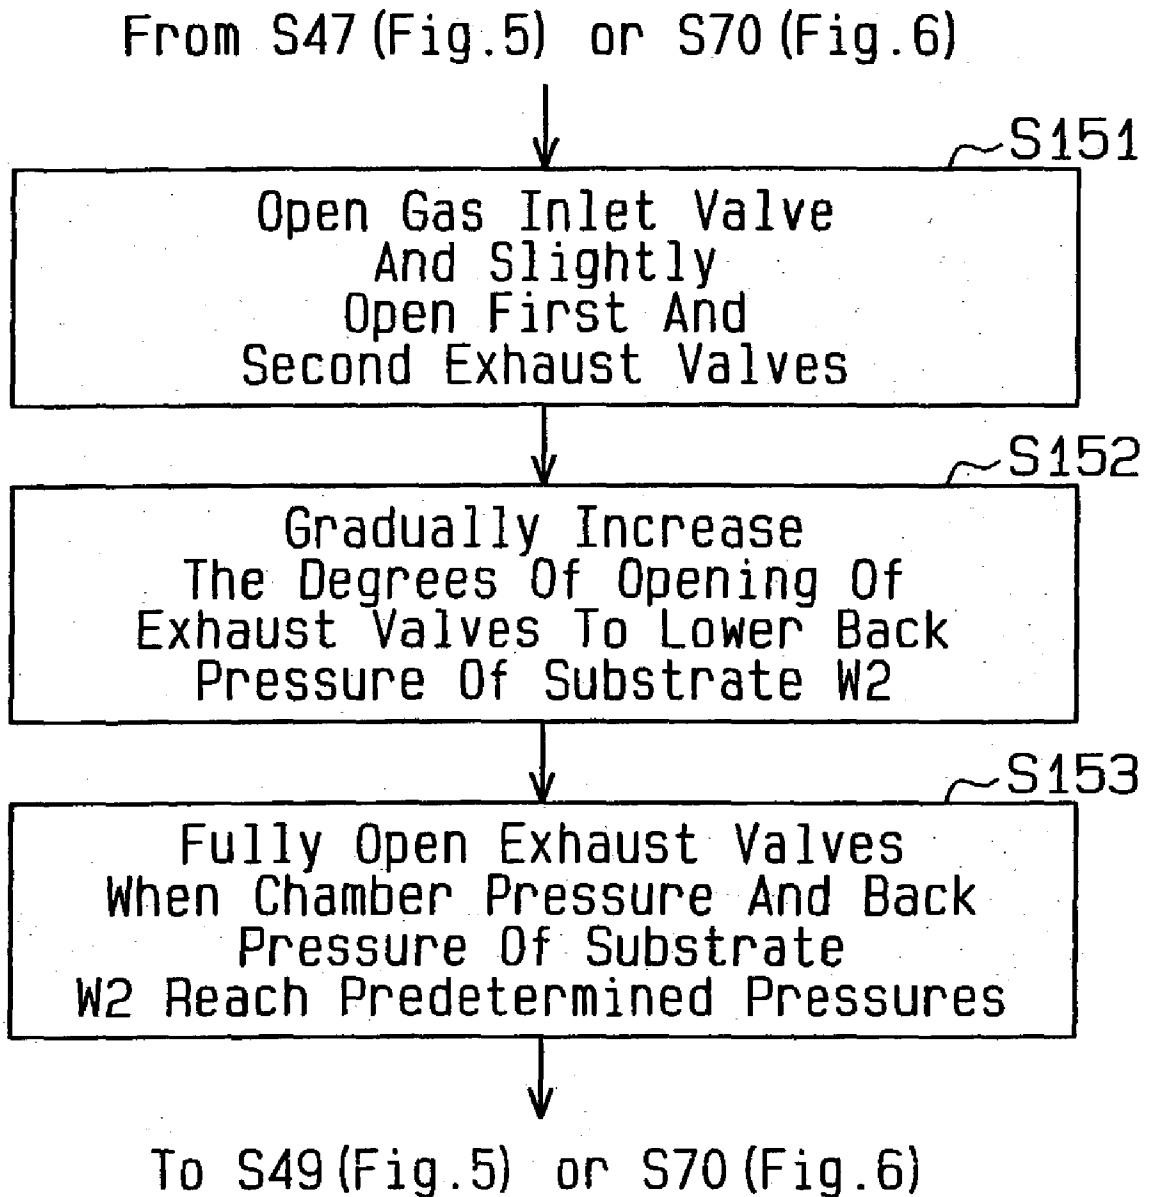 From S47(Fig.5) or S70(Fig.6)
S151
Open Gas Inlet Valve
And Slightly
Open First And
Second Exhaust Valves
S152
Gradually Increase
The Degrees Of Opening Of
Exhaust Valves To Lower Back
Pressure Of Substrate W2
S153
Fully Open Exhaust Valves
When Chamber Pressure And Back
Pressure Of Substrate
W2 Reach Predetermined Pressures
To S49(Fig.5) or S70(Fig.6)